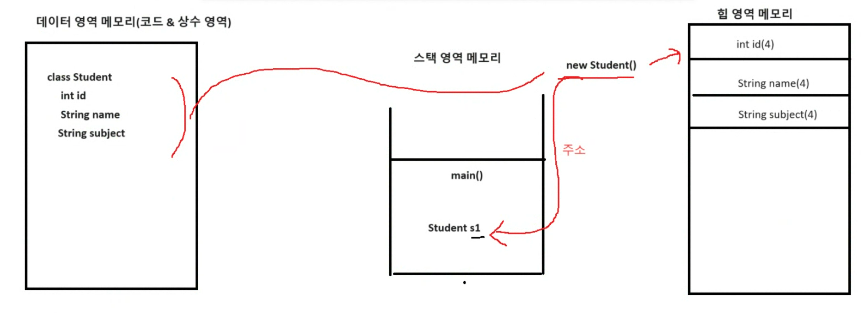 데이터 영역 메모리(코드 & 상수 영역)
class Student
int id
String name
String subject
스택 영역 메모리
new Student()
주소
main()
Student s1
힙 영역 메모리
int id(4)
String name(4)
String subject(4)